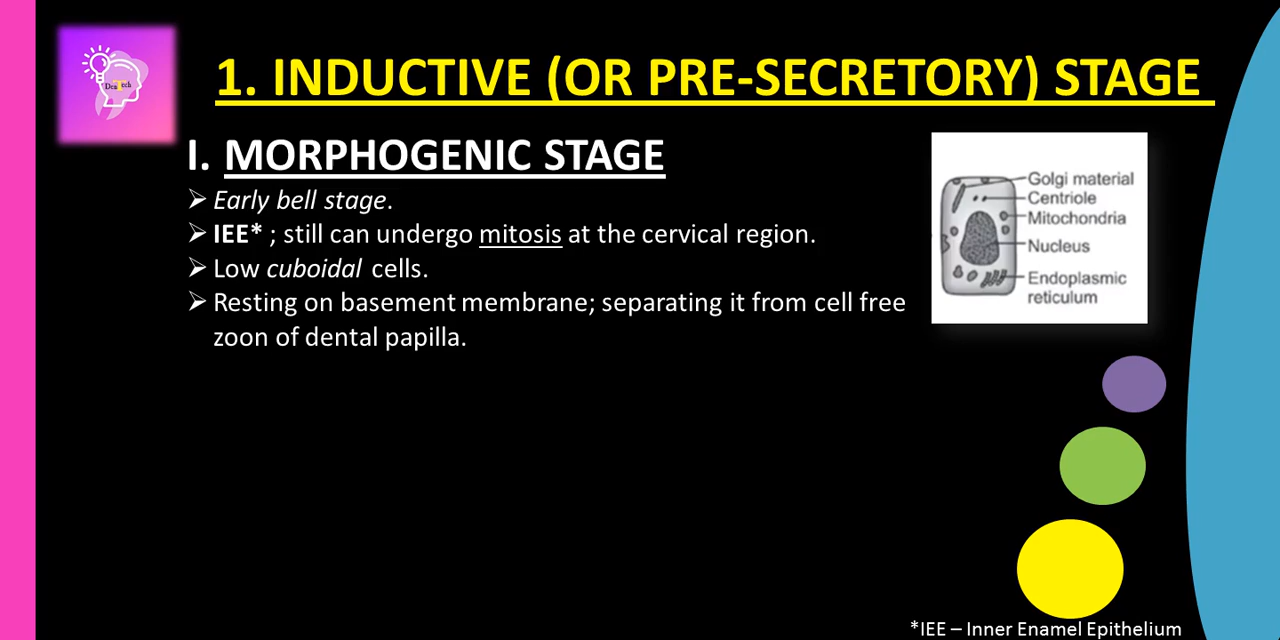 1. INDUCTIVE (OR PRE-SECRETORY) STAGE
I. MORPHOGENIC STAGE
➢ Early bell stage.
➢ IEE* ; still can undergo mitosis at the cervical region.
➢ Low cuboidal cells.
➢ Resting on basement membrane; separating it from cell free
zoon of dental papilla.
Golgi material
Centriole
Mitochondria
Nucleus
Endoplasmic
reticulum
*IEE – Inner Enamel Epithelium